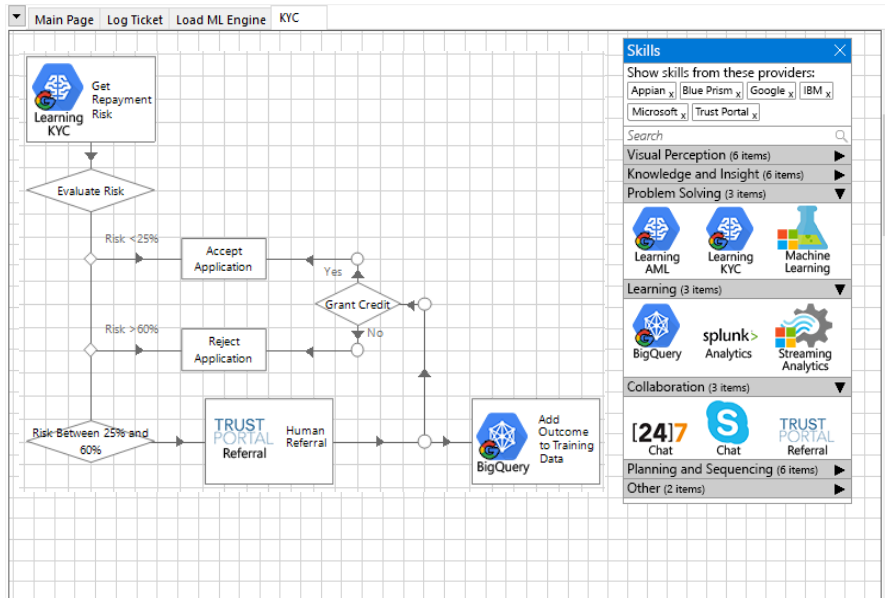 Main Page
Log Ticket
Load ML Engine
KYC
Learning
KYC
Get
Repayment
Risk
Evaluate Risk
Risk <25%
Accept
Application
Yes
Grant Credit
No
Risk >60%
Reject
Application
Risk Between 25% and
60%
TRUST
PORTAL
Referral
Human
Referral
BigQuery
Add
Outcome
to Training
Data
Skills
Show skills from these providers:
Appian x
Blue Prism x
Google x
IBM x
Microsoft x
Trust Portal x
Search
Visual Perception (6 items)
Knowledge and Insight (6 items)
Problem Solving (3 items)
Learning
AML
Learning
KYC
Machine
Learning
Learning (3 items)
BigQuery
splunk>
Analytics
Streaming
Analytics
Collaboration (3 items)
[24]7
Chat
S
Chat
TRUST
PORTAL
Referral
Planning and Sequencing (6 items)
Other (2 items)